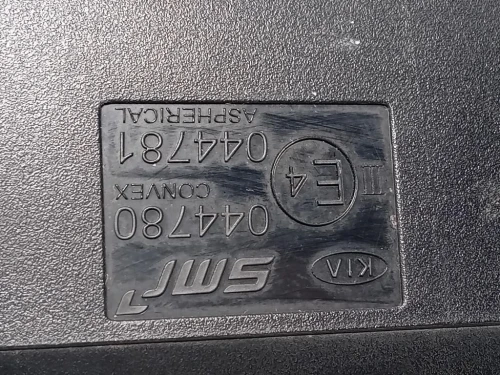 KIA SMR
044780
CONVEX
III E4
044781
ASPHERICAL